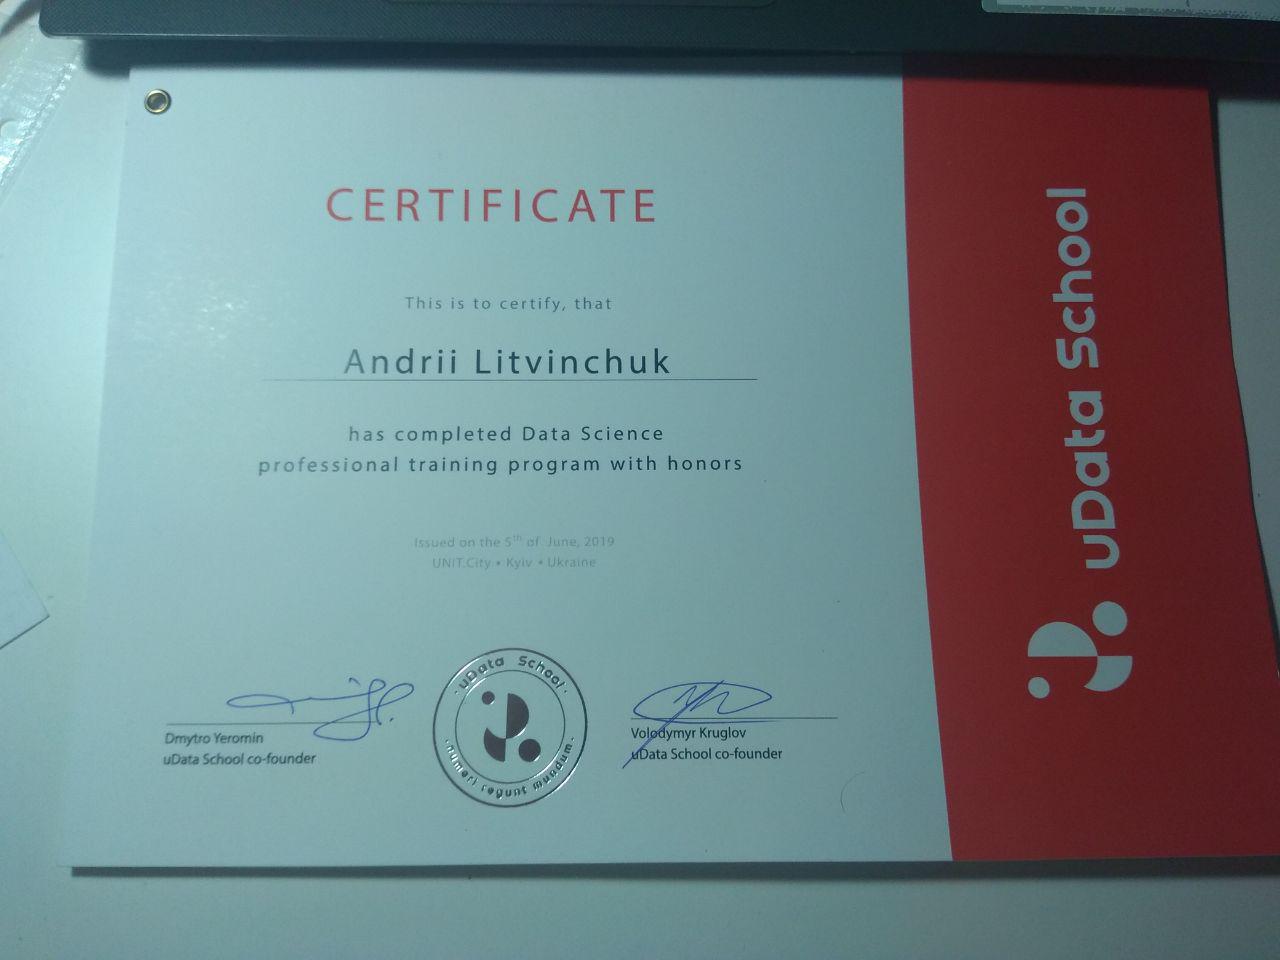 CERTIFICATE
This is to certify, that
Andrii Litvinchuk
has completed Data Science
professional training program with honors
Issued on the 5th of June, 2019
UNIT.City • Kyiv • Ukraine
Dmytro Yeromin
uData School co-founder
· uData School ·
· numeri regunt mundum ·
Volodymyr Kruglov
uData School co-founder
uData School